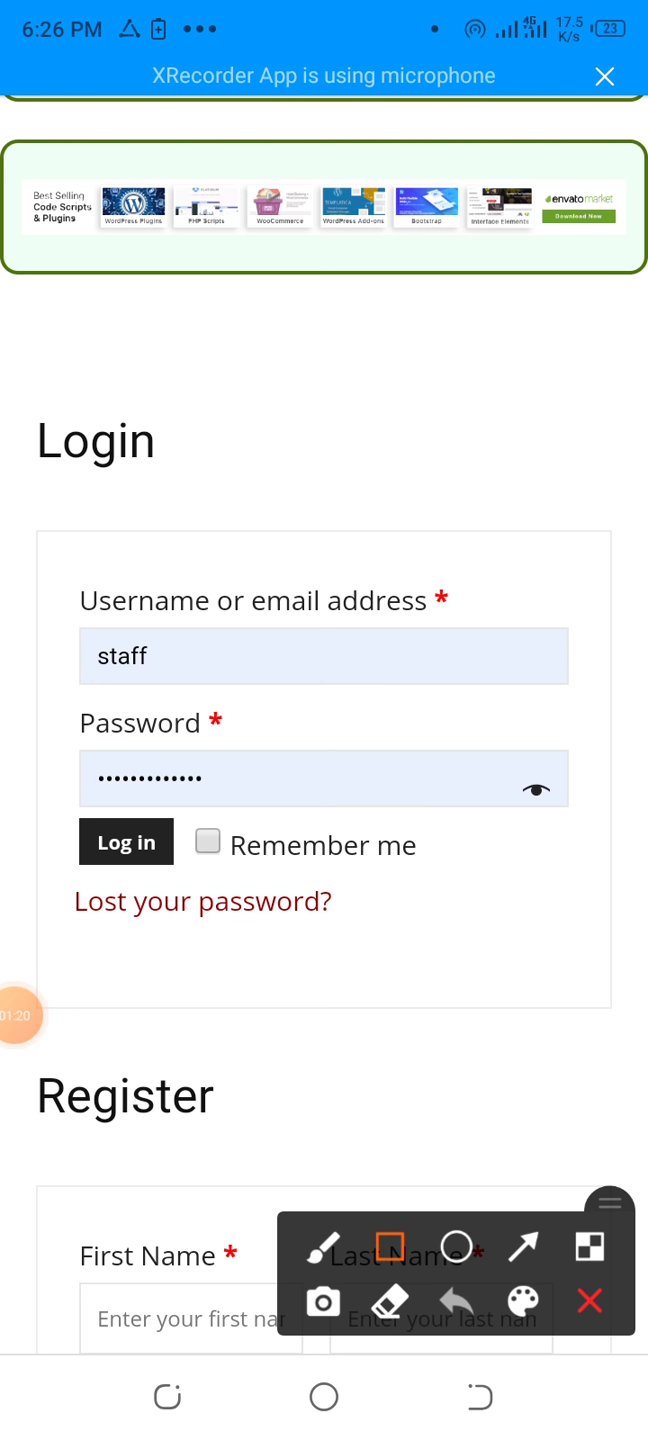 6:26 PM
4G
17.5
K/s
23
XRecorder App is using microphone
Best Selling
Code Scripts
& Plugins
WordPress Plugins
PHP Scripts
WooCommerce
WordPress Add-ons
Bootstrap
Interface Elements
envato market
Download Now
Login
Username or email address *
staff
Password *
•••••••••••••
Log in
Remember me
Lost your password?
01:20
Register
First Name *
Last Name *
Enter your first nar
Enter your last nan